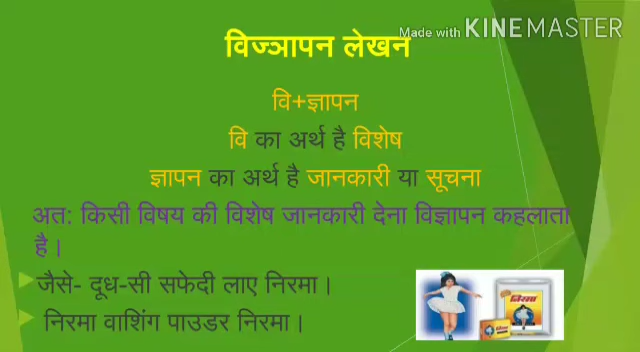 Made with KINEMASTER
विज्ञापन लेखन
वि+ज्ञापन
वि का अर्थ है विशेष
ज्ञापन का अर्थ है जानकारी या सूचना
अत: किसी विषय की विशेष जानकारी देना विज्ञापन कहलाता
है।
जैसे- दूध-सी सफेदी लाए निरमा।
निरमा वाशिंग पाउडर निरमा।
निरमा